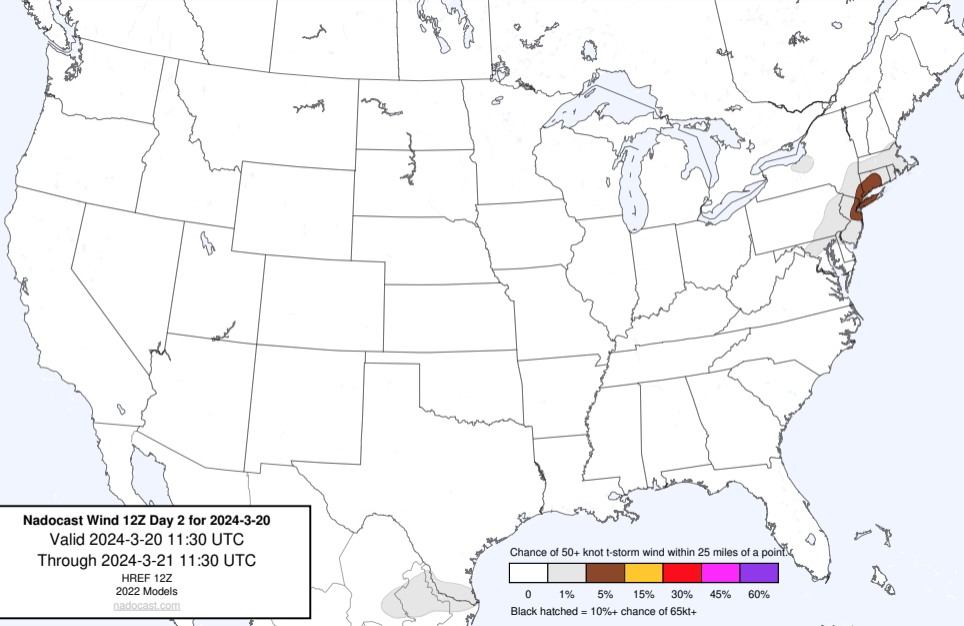 Nadocast Wind 12Z Day 2 for 2024-3-20
Valid 2024-3-20 11:30 UTC
Through 2024-3-21 11:30 UTC
HREF 12Z
2022 Models
nadocast.com
Chance of 50+ knot t-storm wind within 25 miles of a point.
0 1% 5% 15% 30% 45% 60%
Black hatched = 10%+ chance of 65kt+